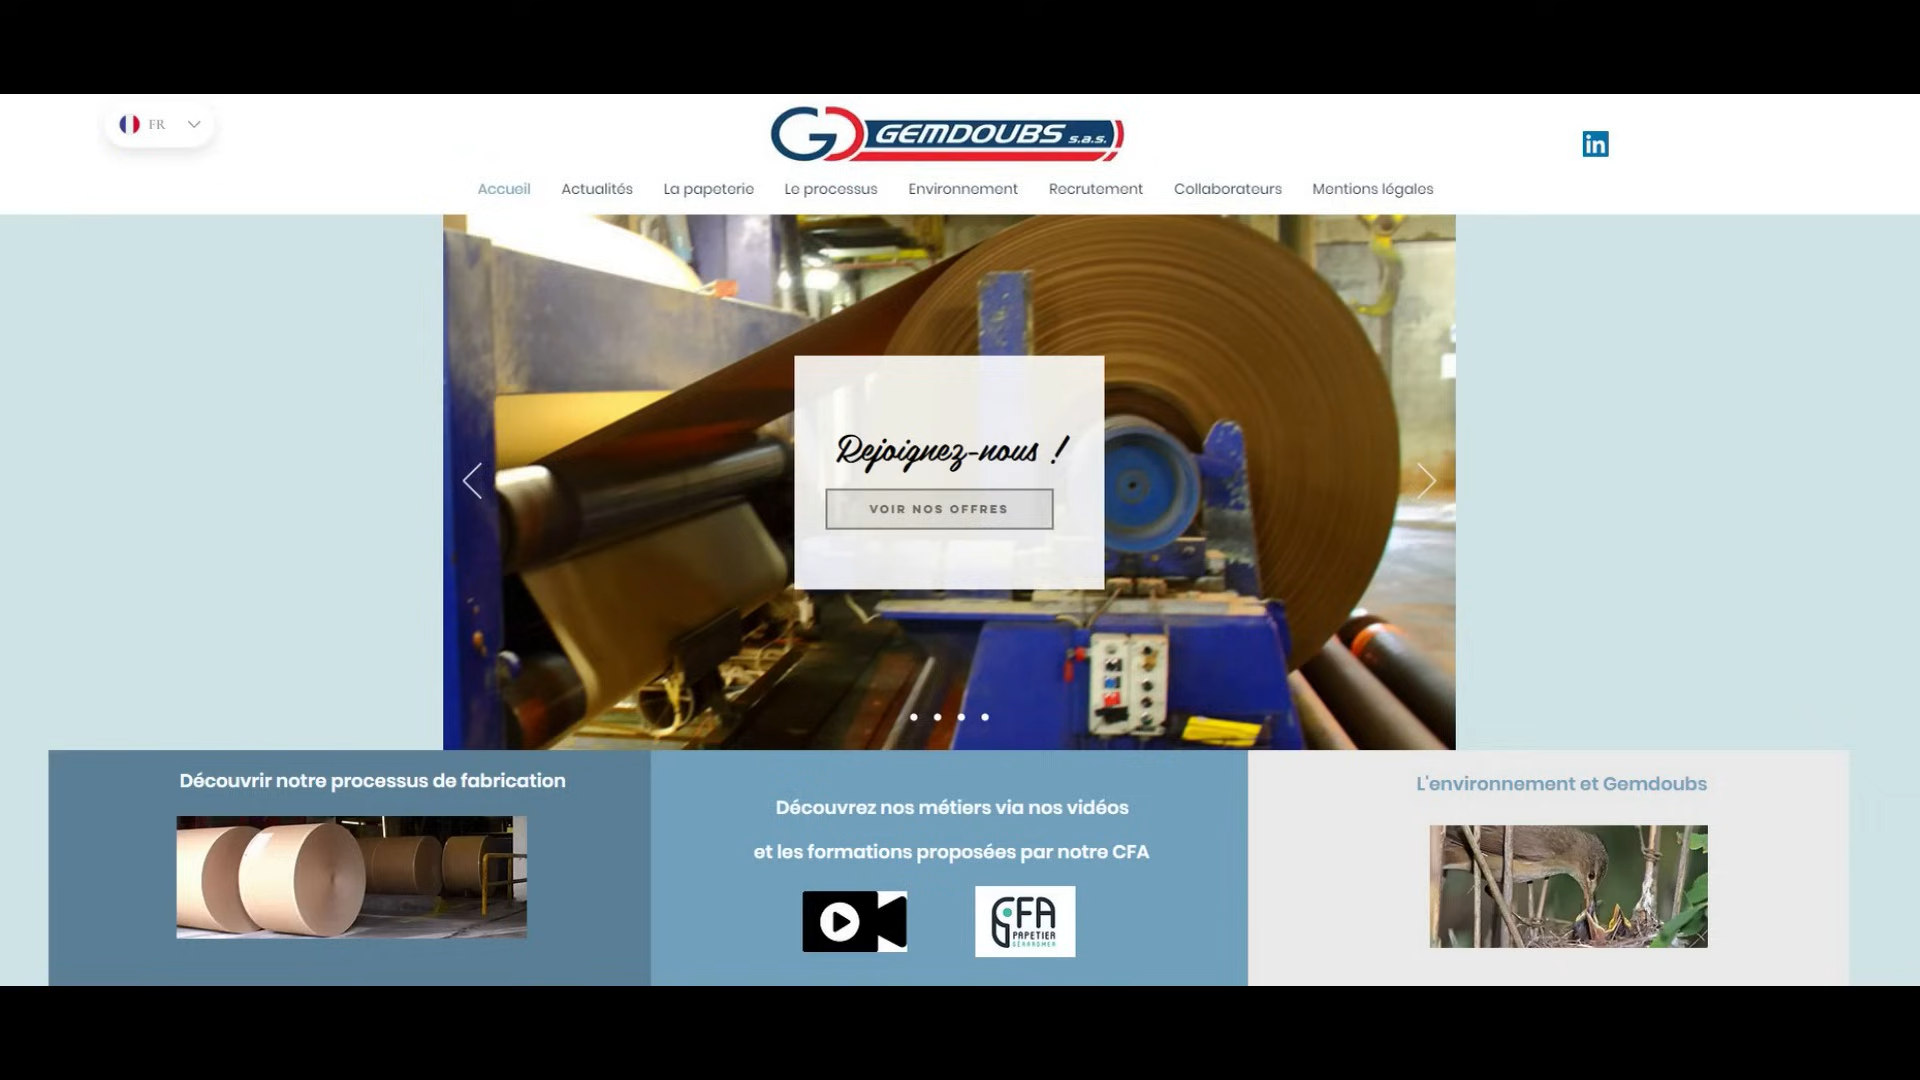 FR
GEMDOUBS s.a.s.
in
Accueil Actualités La papeterie Le processus Environnement Recrutement Collaborateurs Mentions légales
Rejoignez-nous !
VOIR NOS OFFRES
Découvrir notre processus de fabrication
Découvrez nos métiers via nos vidéos
et les formations proposées par notre CFA
CFA
PAPETIER
GÉRARDMER
L'environnement et Gemdoubs